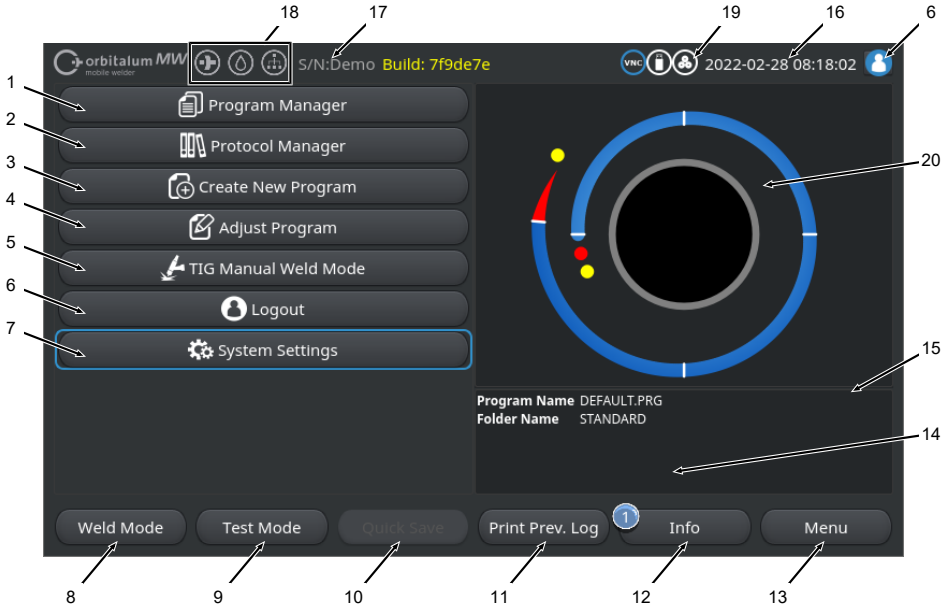 18 17 19 16 6
orbitalum MW
mobile welder
S/N:Demo Build: 7f9de7e
VNC
2022-02-28 08:18:02
1 Program Manager
2 Protocol Manager
3 Create New Program
4 Adjust Program
5 TIG Manual Weld Mode
6 Logout
7 System Settings
20
15
Program Name DEFAULT.PRG
Folder Name STANDARD
14
Weld Mode Test Mode Quick Save Print Prev. Log 1 Info Menu
8 9 10 11 12 13